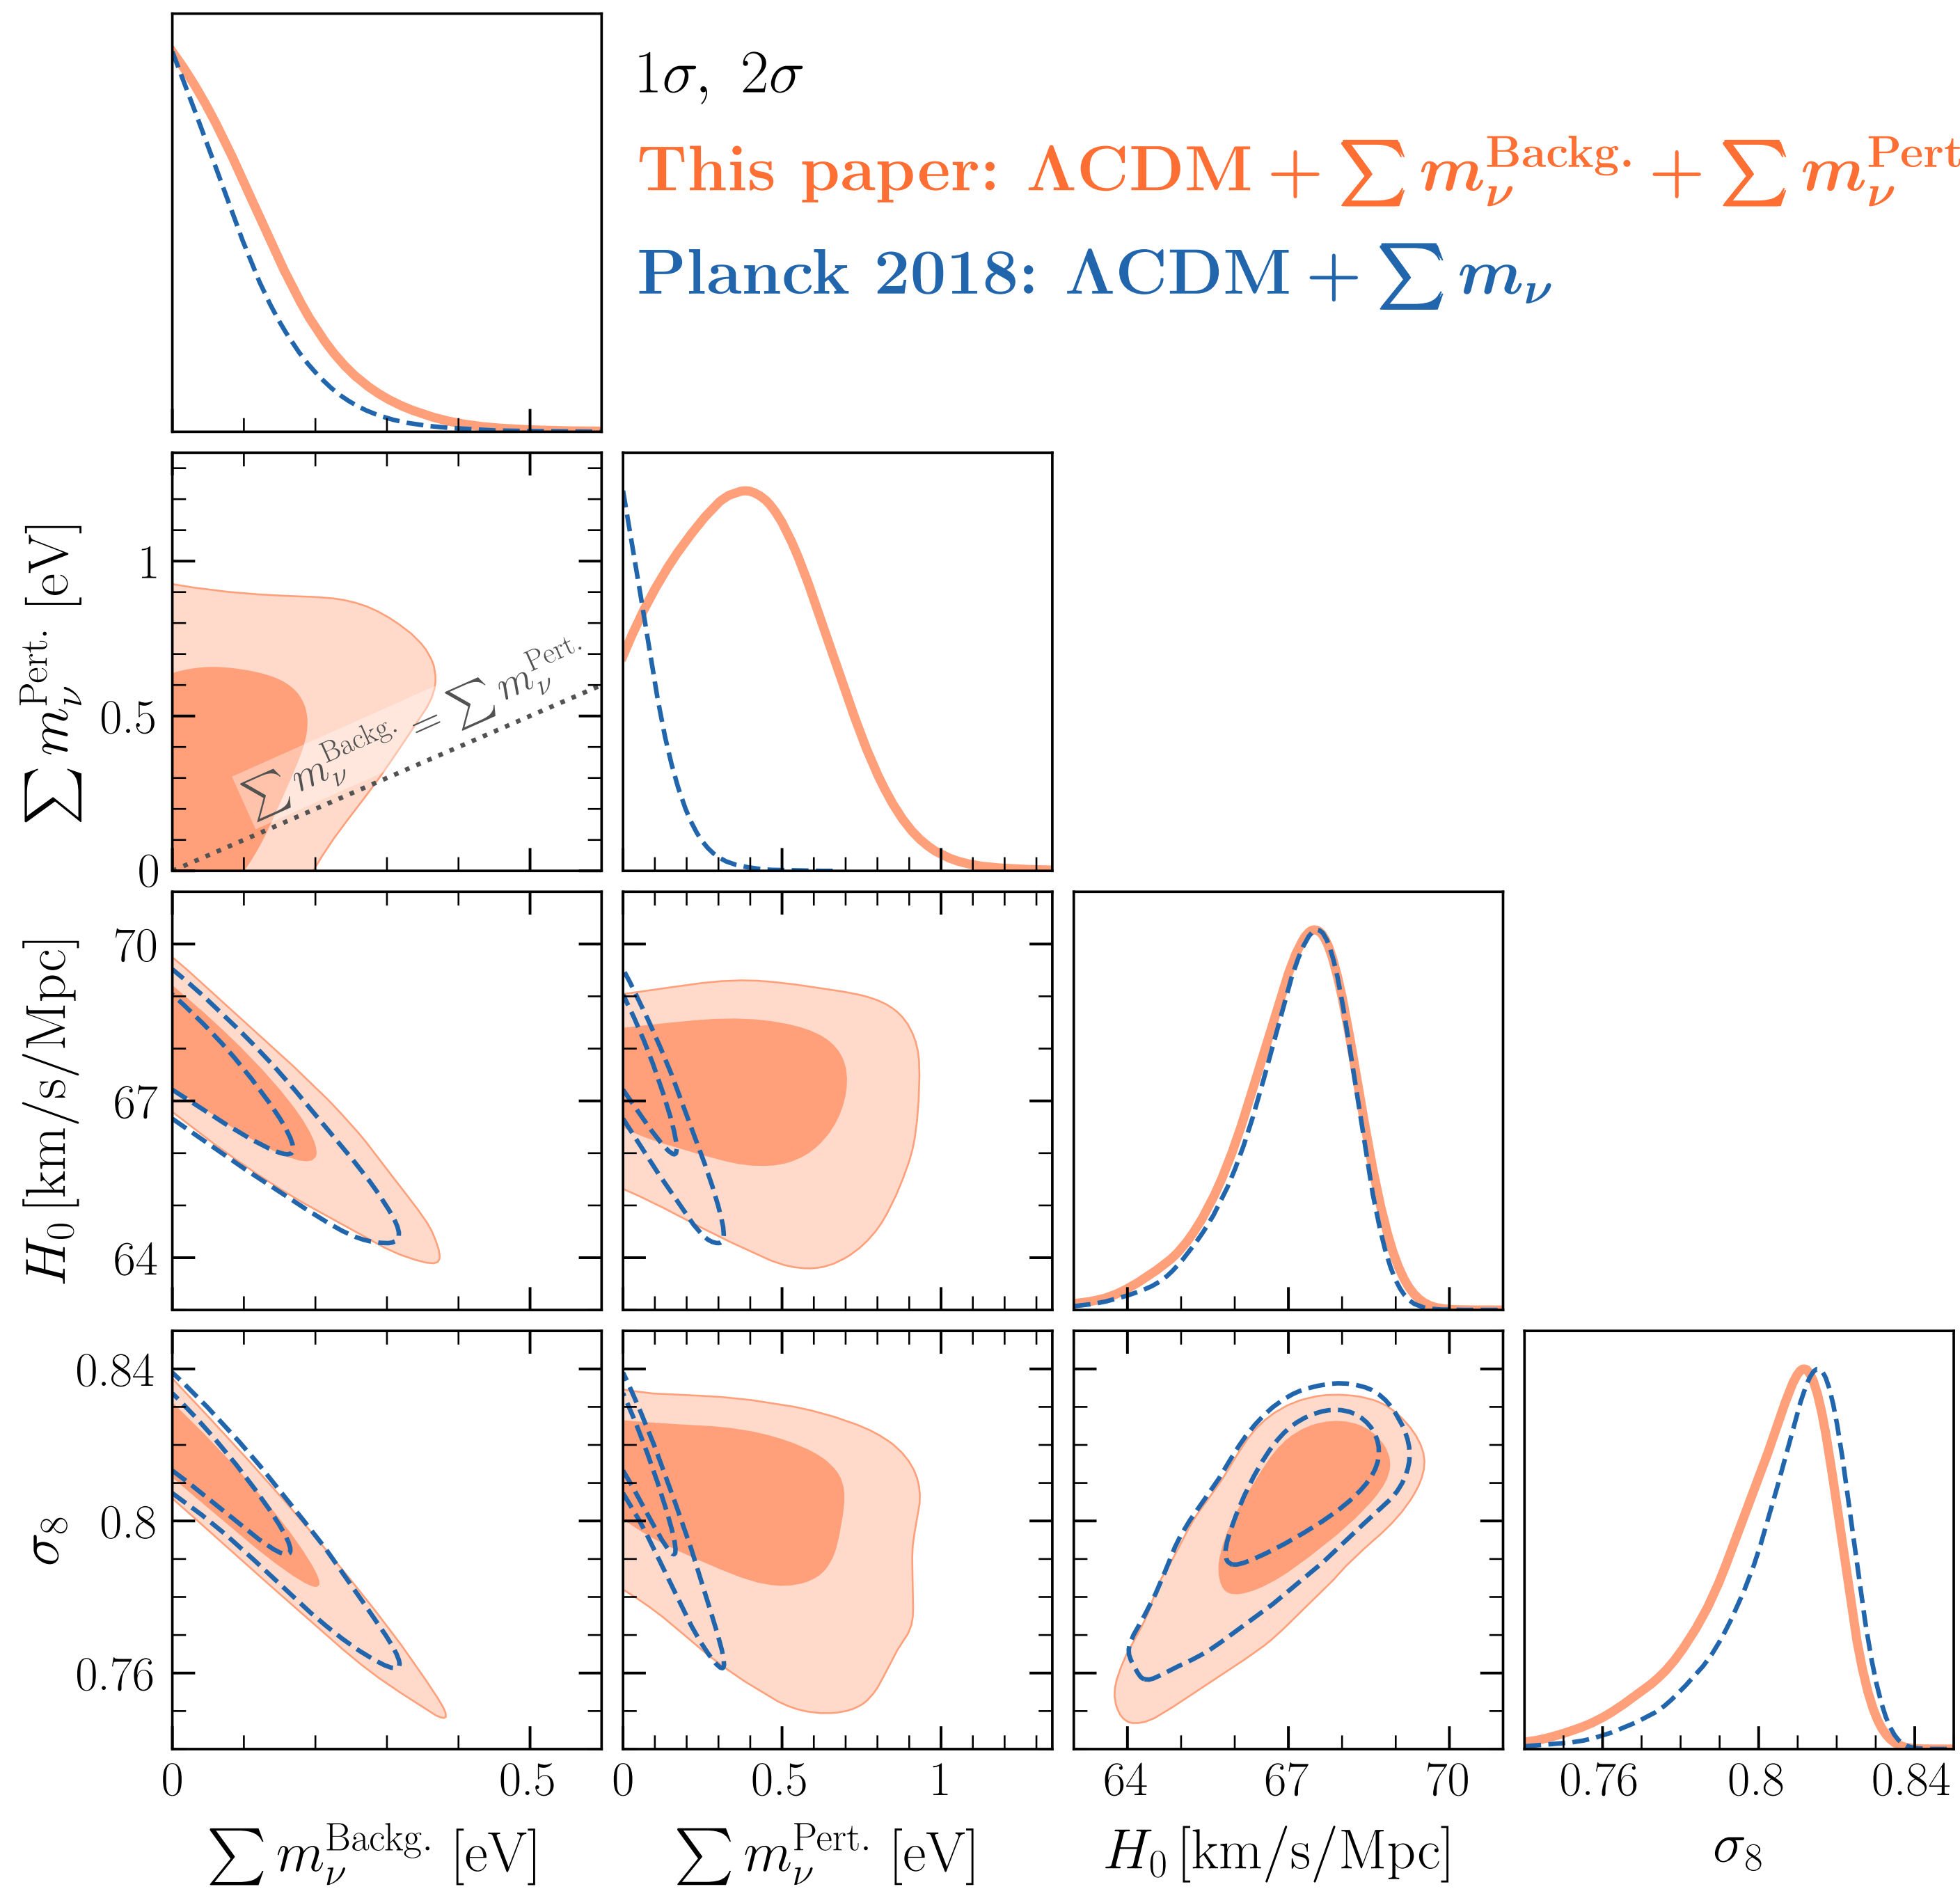 1σ, 2σ
This paper: ΛCDM + ∑ m_ν^Backg. + ∑ m_ν^Pert
Planck 2018: ΛCDM + ∑ m_ν
∑ m_ν^Pert. [eV]
1
0.5
0
∑ m_ν^Backg. = ∑ m_ν^Pert.
H_0 [km/s/Mpc]
70
67
64
σ_8
0.84
0.8
0.76
0 0.5 0 0.5 1 64 67 70 0.76 0.8 0.84
∑ m_ν^Backg. [eV] ∑ m_ν^Pert. [eV] H_0 [km/s/Mpc] σ_8